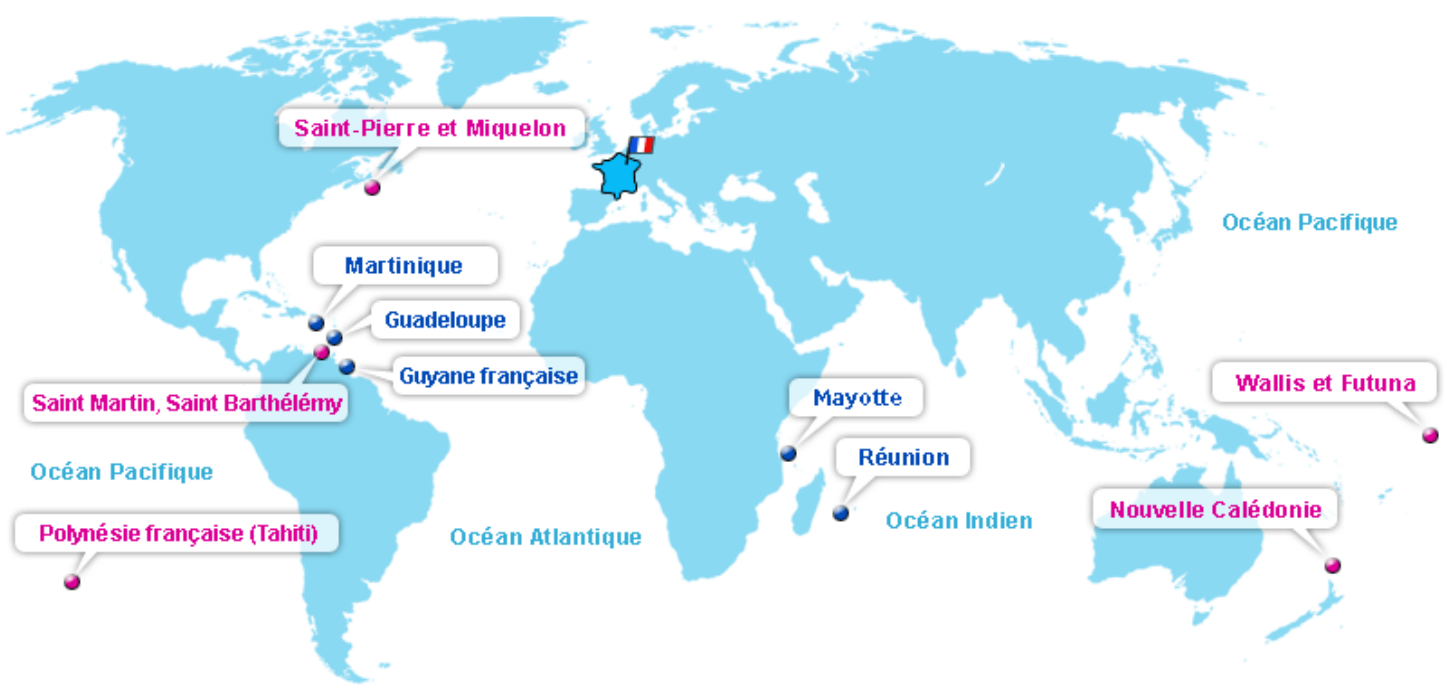 Saint-Pierre et Miquelon
Océan Pacifique
Martinique
Guadeloupe
Guyane française
Saint Martin, Saint Barthélémy
Wallis et Futuna
Mayotte
Réunion
Océan Pacifique
Nouvelle Calédonie
Océan Indien
Polynésie française (Tahiti)
Océan Atlantique